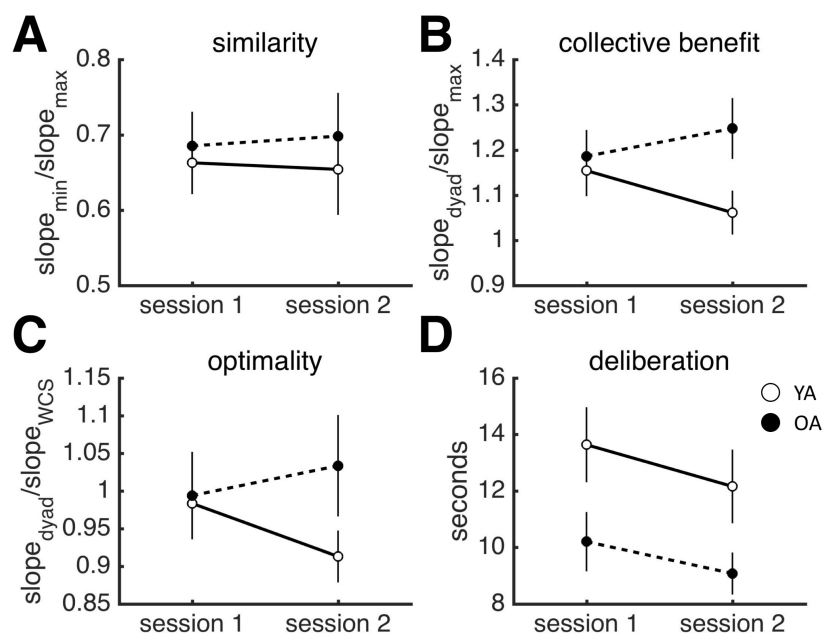 A
similarity
slope_min/slope_max
0.8
0.7
0.6
0.5
session 1
session 2
B
collective benefit
slope_dyad/slope_max
1.4
1.3
1.2
1.1
1
0.9
session 1
session 2
C
optimality
slope_dyad/slope_WCS
1.15
1.1
1.05
1
0.95
0.9
0.85
session 1
session 2
D
deliberation
seconds
16
14
12
10
8
session 1
session 2
YA
OA